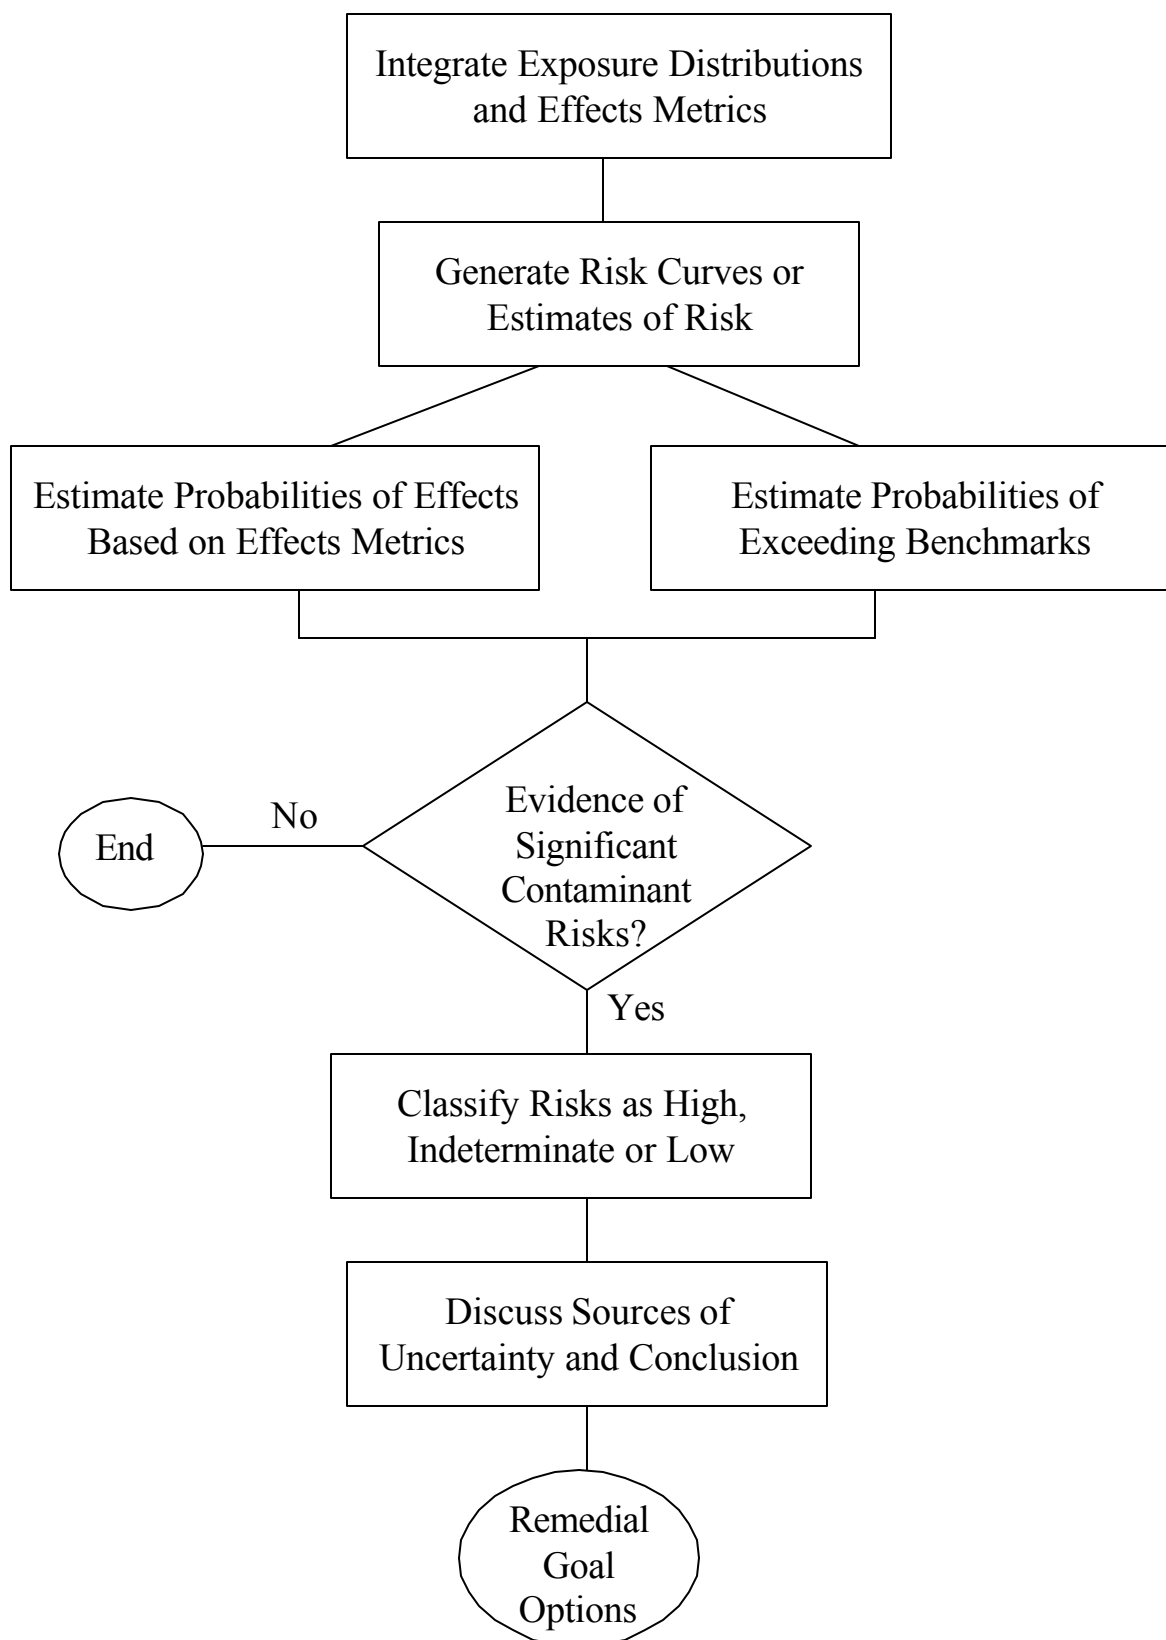 Integrate Exposure Distributions
and Effects Metrics
Generate Risk Curves or
Estimates of Risk
Estimate Probabilities of Effects
Based on Effects Metrics
Estimate Probabilities of
Exceeding Benchmarks
Evidence of
Significant
Contaminant
Risks?
No
End
Yes
Classify Risks as High,
Indeterminate or Low
Discuss Sources of
Uncertainty and Conclusion
Remedial
Goal
Options